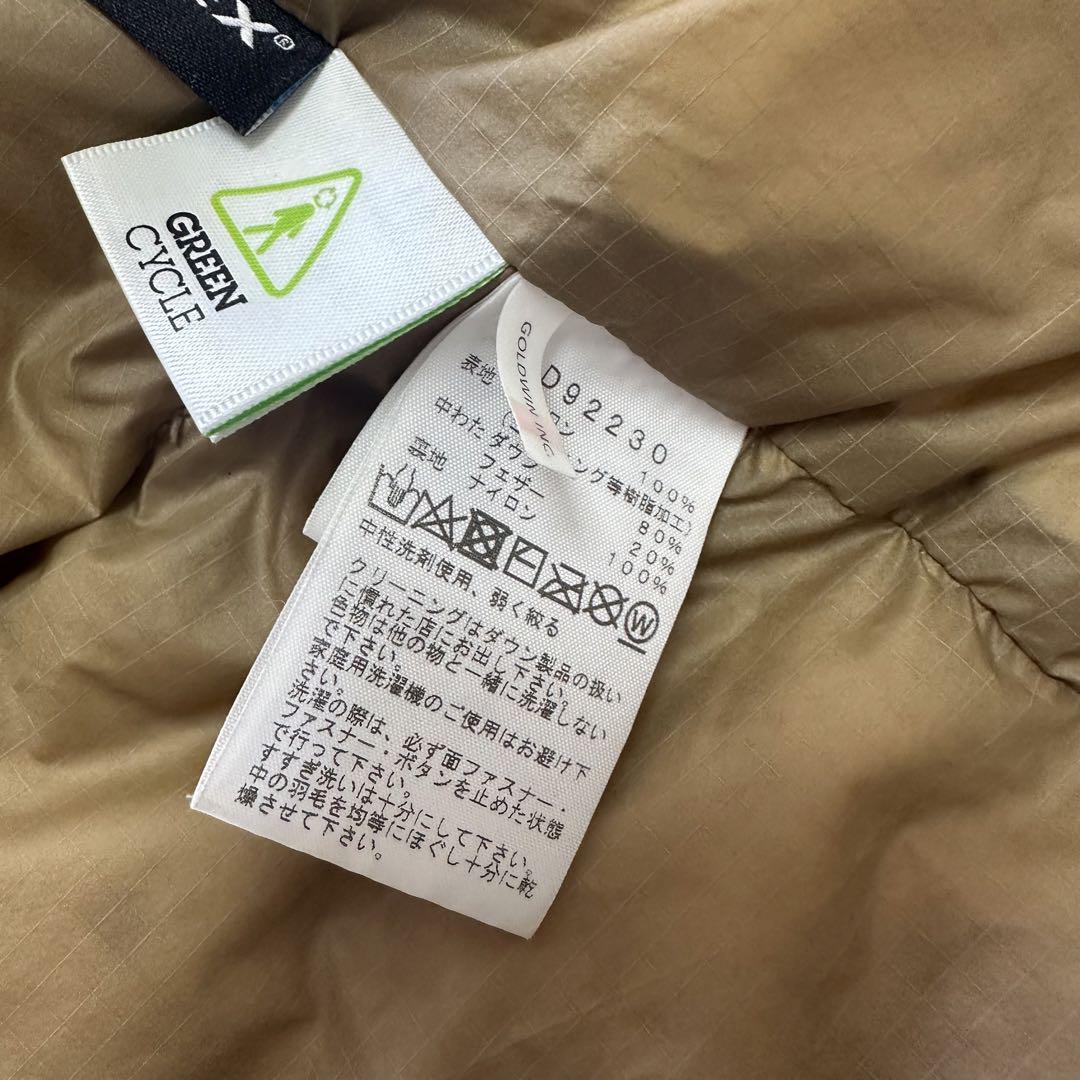 EX®
GREEN
CYCLE
GOLDWIN INC
D92230
表地 ロン 100%
ング等樹脂加工)
中わた ダウン 80%
フェザー 20%
裏地 ナイロン 100%
W
中性洗剤使用、弱く絞る
クリーニングはダウン製品の扱い
に慣れた店にお出し下さい。
色物は他の物と一緒に洗濯しない
で下さい。
家庭用洗濯機のご使用はお避け下
さい。
洗濯の際は、必ず面ファスナー・
ファスナー・ボタンを止めた状態
で行って下さい。
すすぎ洗いは十分にして下さい。
中の羽毛を均等にほぐし十分に乾
燥させて下さい。